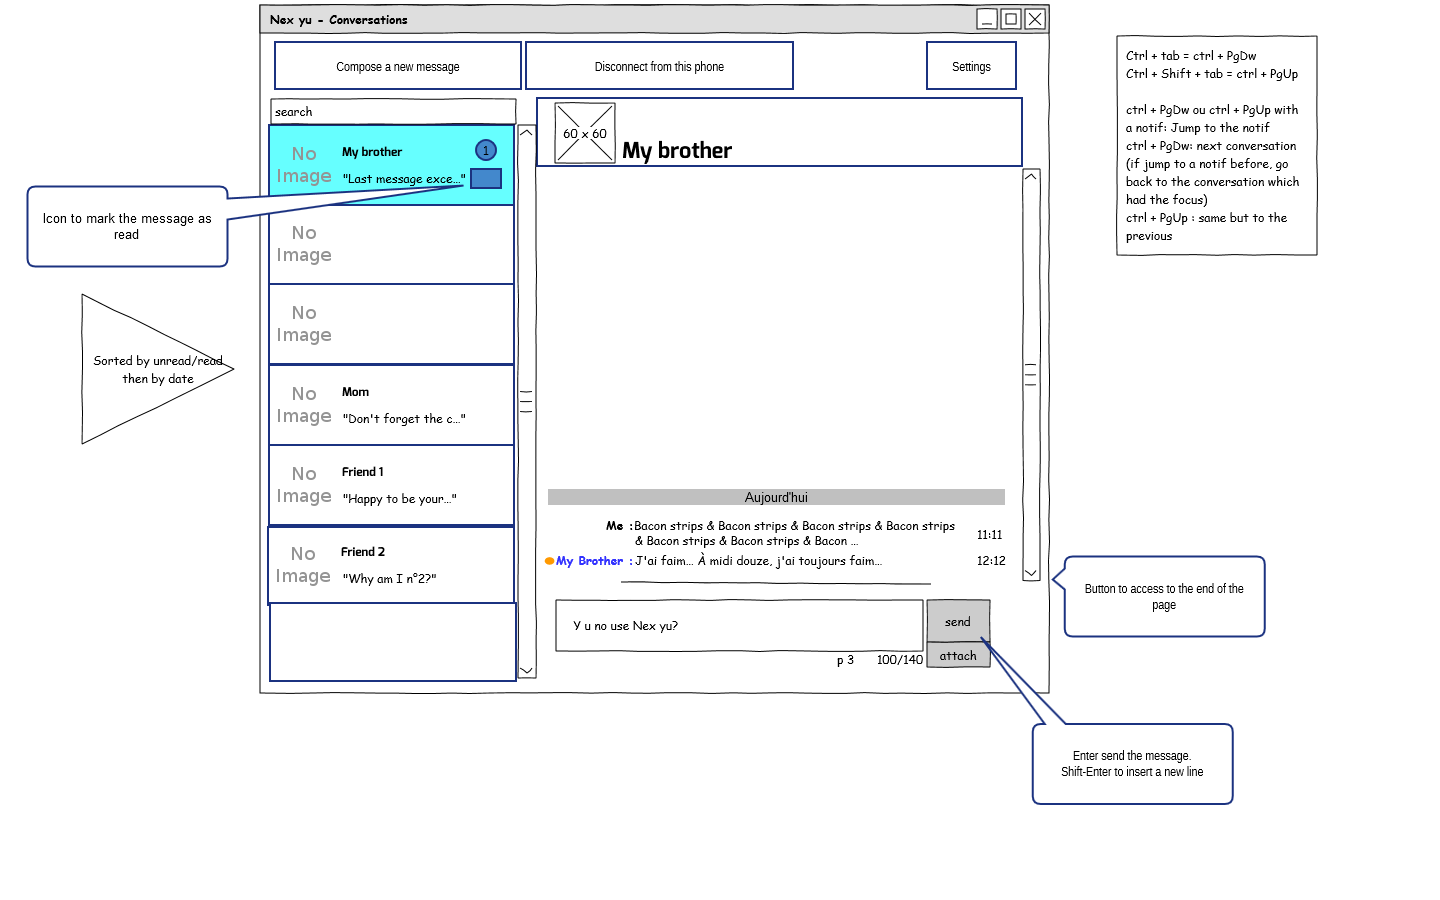 Nex yu - Conversations
Compose a new message
Disconnect from this phone
Settings
search
My brother
1
"Last message exce..."
No
Image
No
Image
No
Image
Mom
"Don't forget the c..."
No
Image
Friend 1
"Happy to be your..."
No
Image
Friend 2
"Why am I n°2?"
No
Image
60 x 60
My brother
Aujourd'hui
Me : Bacon strips & Bacon strips & Bacon strips & Bacon strips
& Bacon strips & Bacon strips & Bacon ...
11:11
My Brother : J'ai faim... À midi douze, j'ai toujours faim...
12:12
Y u no use Nex yu?
send
attach
p 3
100/140
Icon to mark the message as
read
Sorted by unread/read
then by date
Ctrl + tab = ctrl + PgDw
Ctrl + Shift + tab = ctrl + PgUp
ctrl + PgDw ou ctrl + PgUp with
a notif: Jump to the notif
ctrl + PgDw: next conversation
(if jump to a notif before, go
back to the conversation which
had the focus)
ctrl + PgUp : same but to the
previous
Button to access to the end of the
page
Enter send the message.
Shift-Enter to insert a new line